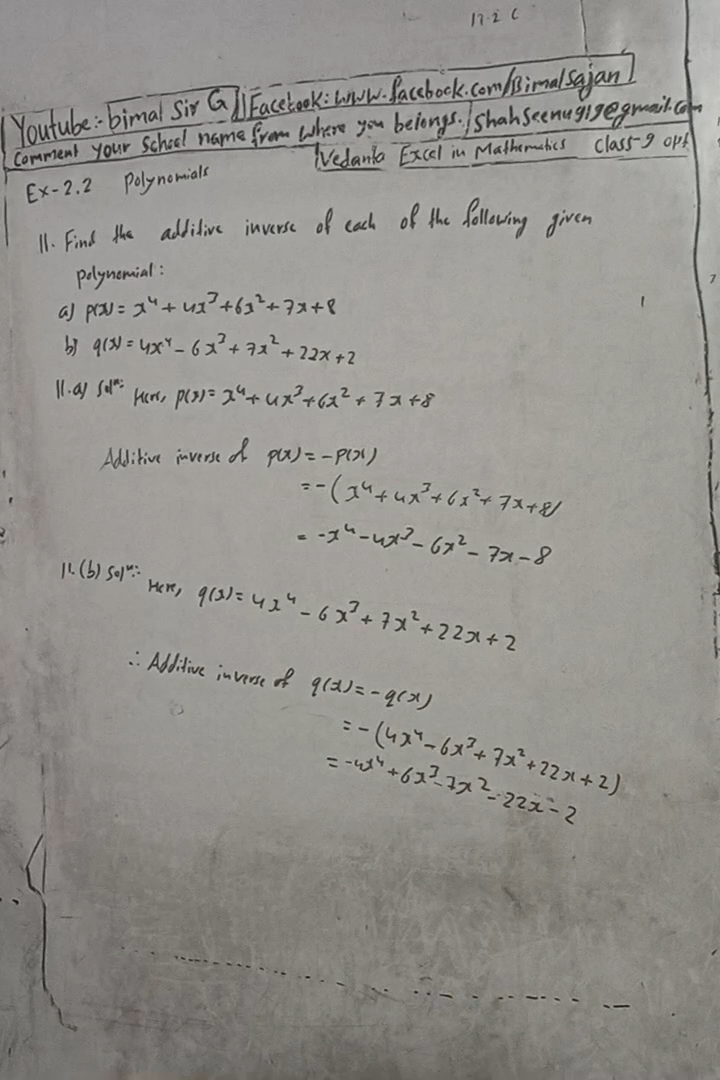 17.2 C
Youtube:- bimal Sir G || Facebook: www.facebook.com/Bimalsajan
Comment your School name from where you belongs. / Shahseenu919@gmail.com
Vedanta Excel in Mathematics Class-9 opt
Ex-2.2 Polynomials
11. Find the additive inverse of each of the following given
polynomial:
a) p(x) = x⁴ + 4x³ + 6x² + 7x + 8
b) q(x) = 4x⁴ - 6x³ + 7x² + 22x + 2
11.a) Solⁿ: Here, p(x) = x⁴ + 4x³ + 6x² + 7x + 8
Additive inverse of p(x) = -p(x)
= -(x⁴ + 4x³ + 6x² + 7x + 8)
= -x⁴ - 4x³ - 6x² - 7x - 8
11.(b) Solⁿ: Here, q(x) = 4x⁴ - 6x³ + 7x² + 22x + 2
∴ Additive inverse of q(x) = -q(x)
= -(4x⁴ - 6x³ + 7x² + 22x + 2)
= -4x⁴ + 6x³ - 7x² - 22x - 2